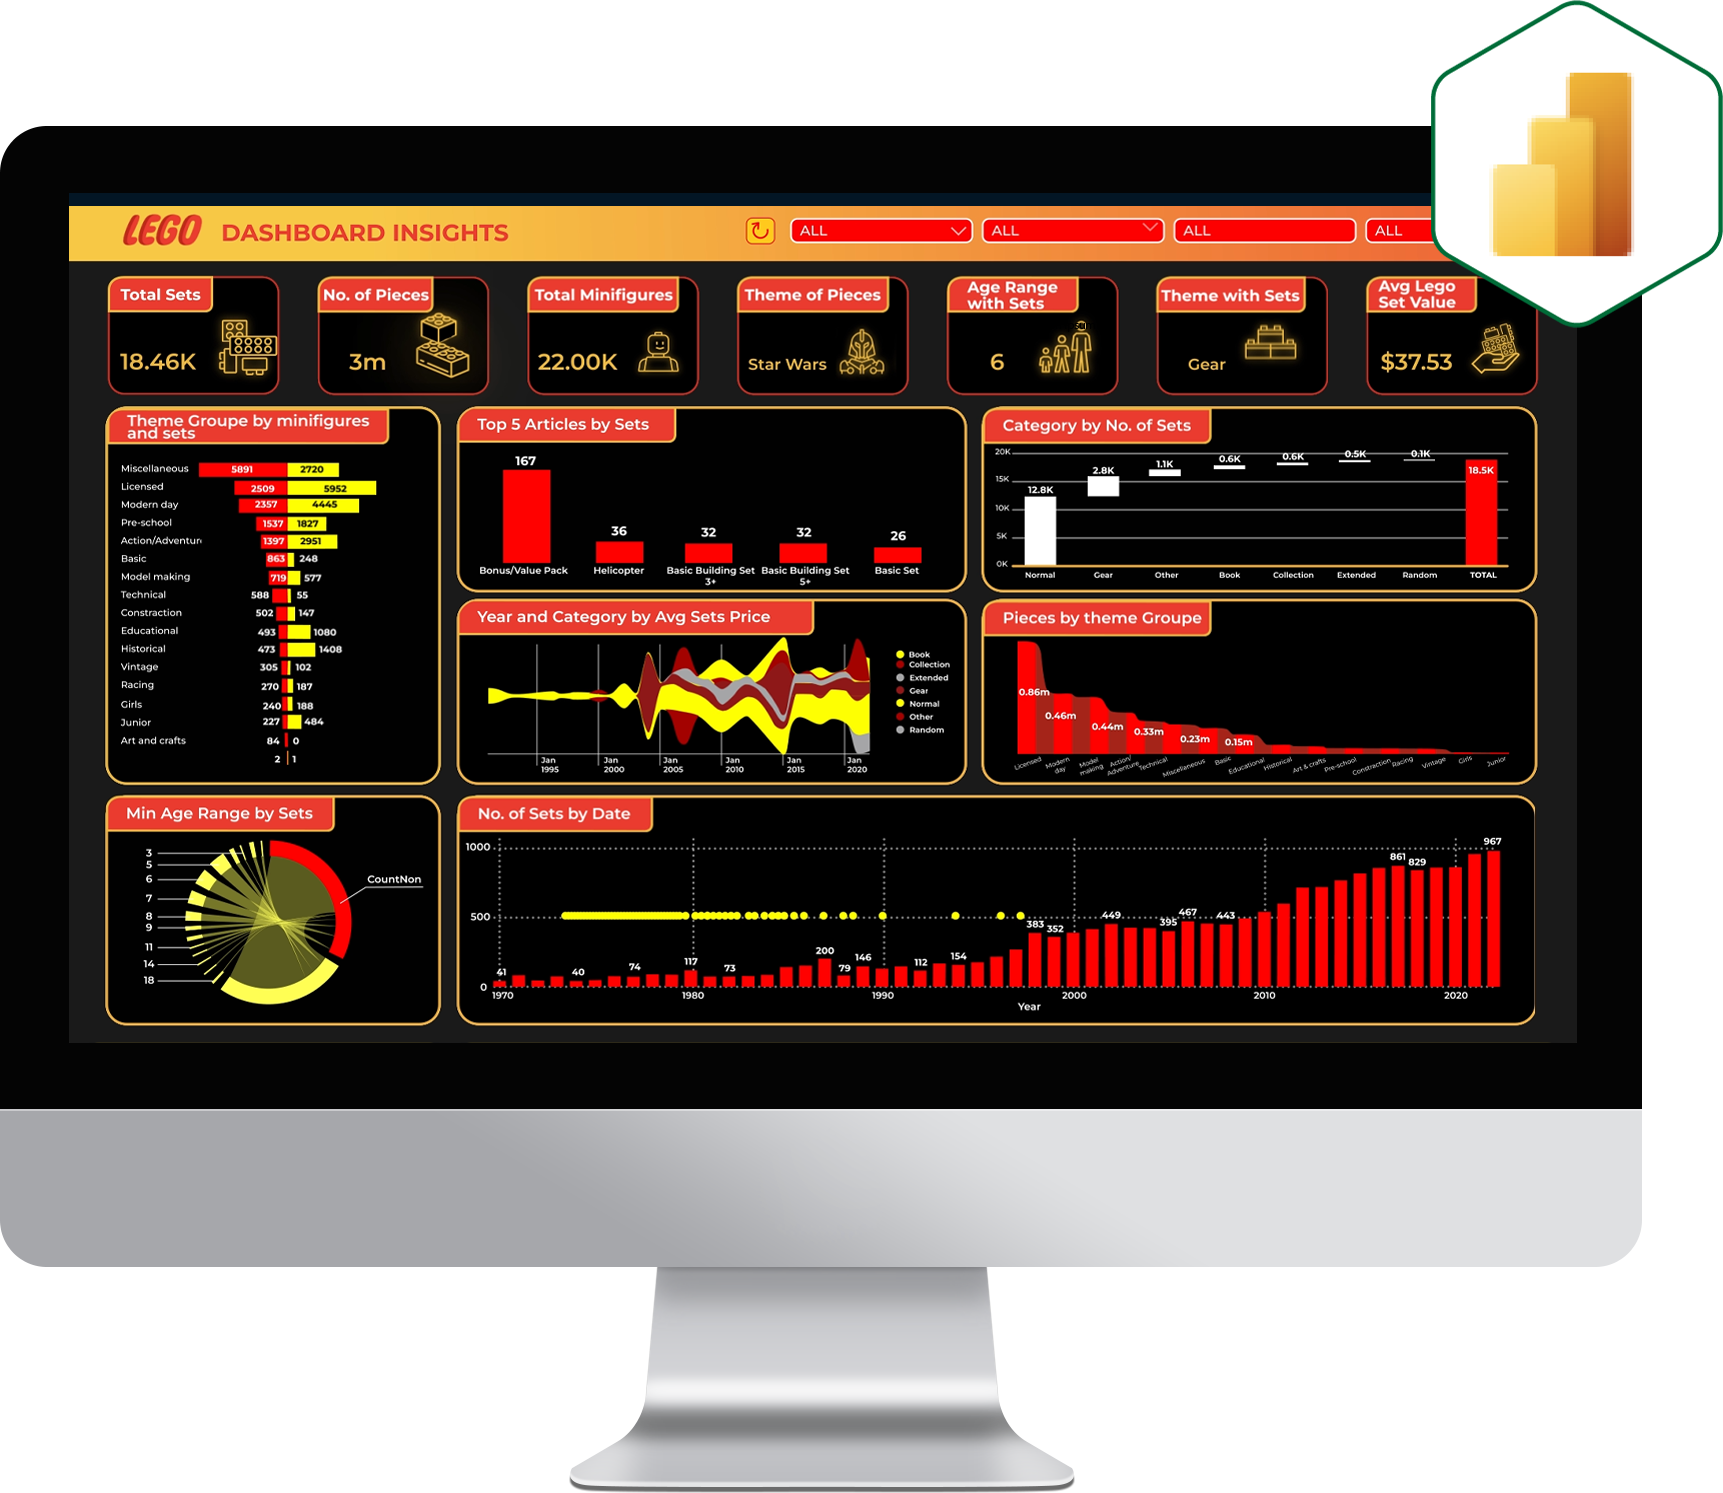 LEGO DASHBOARD INSIGHTS
ALL
ALL
ALL
ALL
Total Sets
18.46K
No. of Pieces
3m
Total Minifigures
22.00K
Theme of Pieces
Star Wars
Age Range
with Sets
6
Theme with Sets
Gear
Avg Lego
Set Value
$37.53
Theme Groupe by minifigures
and sets
Miscellaneous 5891 2720
Licensed 2509 5952
Modern day 2357 4445
Pre-school 1537 1827
Action/Adventure 1397 2951
Basic 863 248
Model making 719 577
Technical 588 55
Constraction 502 147
Educational 493 1080
Historical 473 1408
Vintage 305 102
Racing 270 187
Girls 240 188
Junior 227 484
Art and crafts 84 0
2 1
Top 5 Articles by Sets
167
36
32
32
26
Bonus/Value Pack
Helicopter
Basic Building Set
3+
Basic Building Set
5+
Basic Set
Category by No. of Sets
20K
15K
10K
5K
0K
12.8K
2.8K
1.1K
0.6K
0.6K
0.5K
0.1K
18.5K
Normal
Gear
Other
Book
Collection
Extended
Random
TOTAL
Year and Category by Avg Sets Price
Jan
1995
Jan
2000
Jan
2005
Jan
2010
Jan
2015
Jan
2020
Book
Collection
Extended
Gear
Normal
Other
Random
Pieces by theme Groupe
0.86m
0.46m
0.44m
0.33m
0.23m
0.15m
Licensed
Modern
day
Model
making
Action/
Adventure
Technical
Miscellaneous
Basic
Educational
Historical
Art & crafts
Pre-school
Constraction
Racing
Vintage
Girls
Junior
Min Age Range by Sets
3
5
6
7
8
9
11
14
18
CountNon
No. of Sets by Date
1000
500
0
41
40
74
117
73
200
79
146
112
154
383
352
449
395
467
443
861
829
967
1970
1980
1990
2000
2010
2020
Year